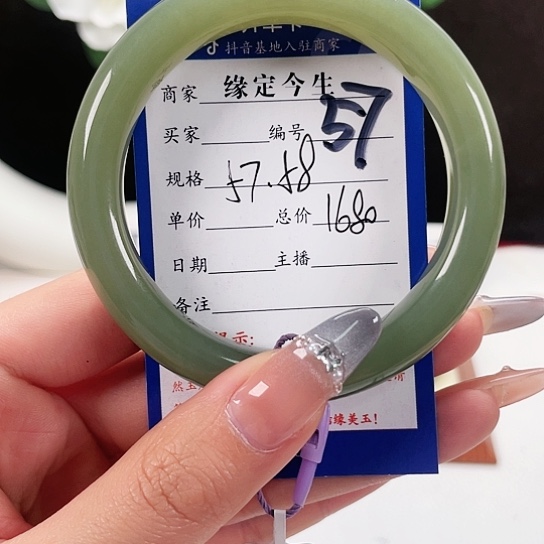 抖音基地入驻商家
商家 缘定今生
买家 编号 57
规格 57.58
单价 总价 1680
日期 主播
备注